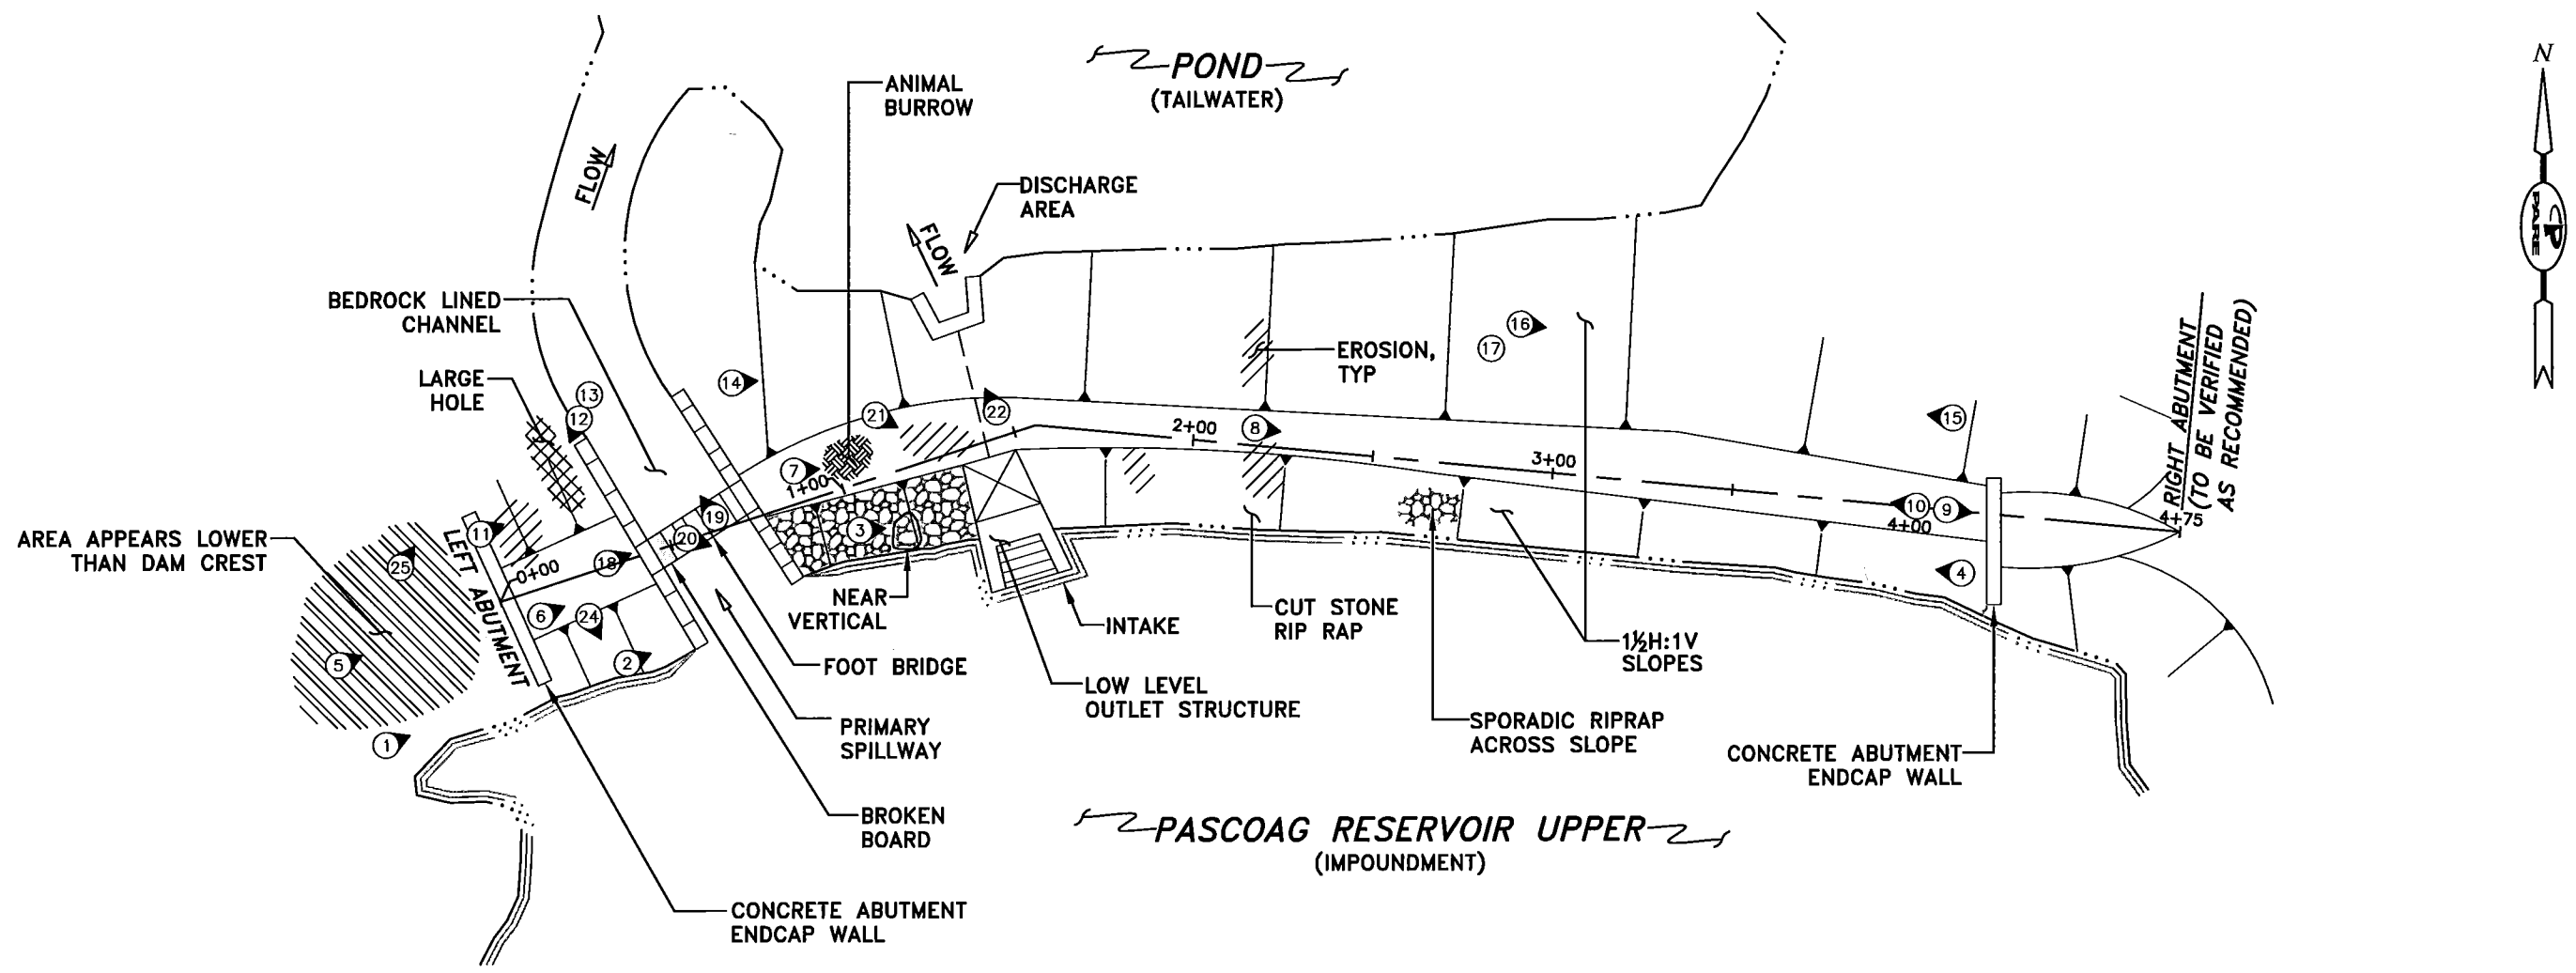 POND
(TAILWATER)
N
PARE
ANIMAL
BURROW
DISCHARGE
AREA
FLOW
FLOW
BEDROCK LINED
CHANNEL
LARGE
HOLE
EROSION,
TYP
RIGHT ABUTMENT
(TO BE VERIFIED
AS RECOMMENDED)
AREA APPEARS LOWER
THAN DAM CREST
LEFT ABUTMENT
0+00
1+00
2+00
3+00
4+00
4+75
16
17
14
13
12
21
22
8
15
7
11
19
3
10
9
20
18
25
4
6
24
5
2
1
NEAR
VERTICAL
INTAKE
CUT STONE
RIP RAP
1½H:1V
SLOPES
FOOT BRIDGE
LOW LEVEL
OUTLET STRUCTURE
PRIMARY
SPILLWAY
SPORADIC RIPRAP
ACROSS SLOPE
CONCRETE ABUTMENT
ENDCAP WALL
BROKEN
BOARD
PASCOAG RESERVOIR UPPER
(IMPOUNDMENT)
CONCRETE ABUTMENT
ENDCAP WALL